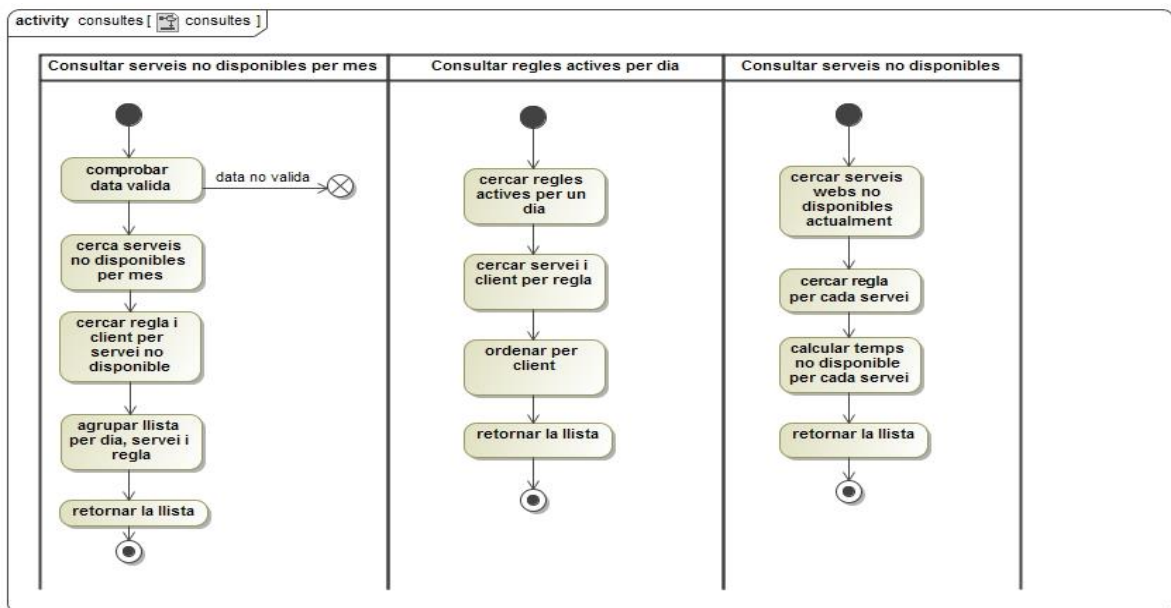 activity consultes [ consultes ]
Consultar serveis no disponibles per mes
Consultar regles actives per dia
Consultar serveis no disponibles
comprobar
data valida
data no valida
cerca serveis
no disponibles
per mes
cercar regla i
client per
servei no
disponible
agrupar llista
per dia, servei i
regla
retornar la llista
cercar regles
actives per un
dia
cercar servei i
client per regla
ordenar per
client
retornar la llista
cercar serveis
webs no
disponibles
actualment
cercar regla
per cada servei
calcular temps
no disponible
per cada servei
retornar la llista